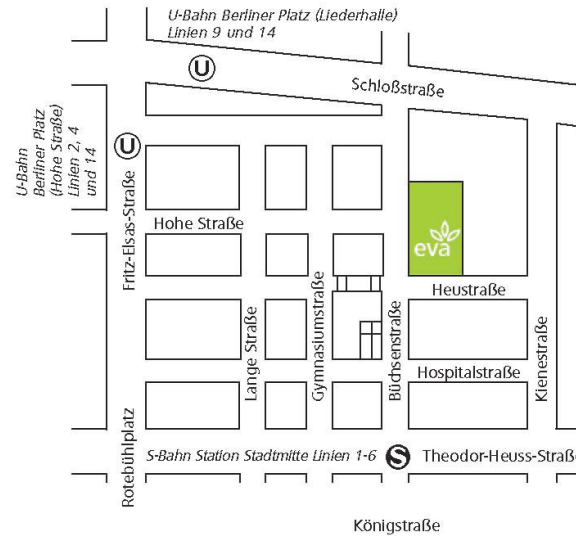 U-Bahn Berliner Platz (Liederhalle)
Linien 9 und 14
U
Schloßstraße
U-Bahn
Berliner Platz
(Hohe Straße)
Linien 2, 4
und 14
U
Fritz-Elsas-Straße
Hohe Straße
eva
Heustraße
Lange Straße
Gymnasiumstraße
Büchsenstraße
Kienestraße
Hospitalstraße
Rotebühlplatz
S-Bahn Station Stadtmitte Linien 1-6
S
Theodor-Heuss-Straße
Königstraße